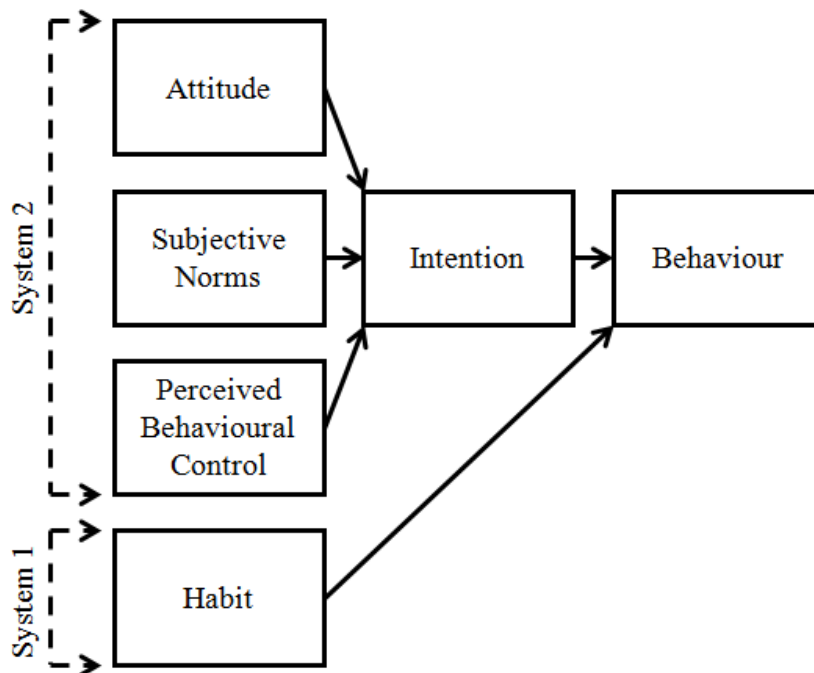 System 2
Attitude
Subjective
Norms
Intention
Behaviour
Perceived
Behavioural
Control
System 1
Habit